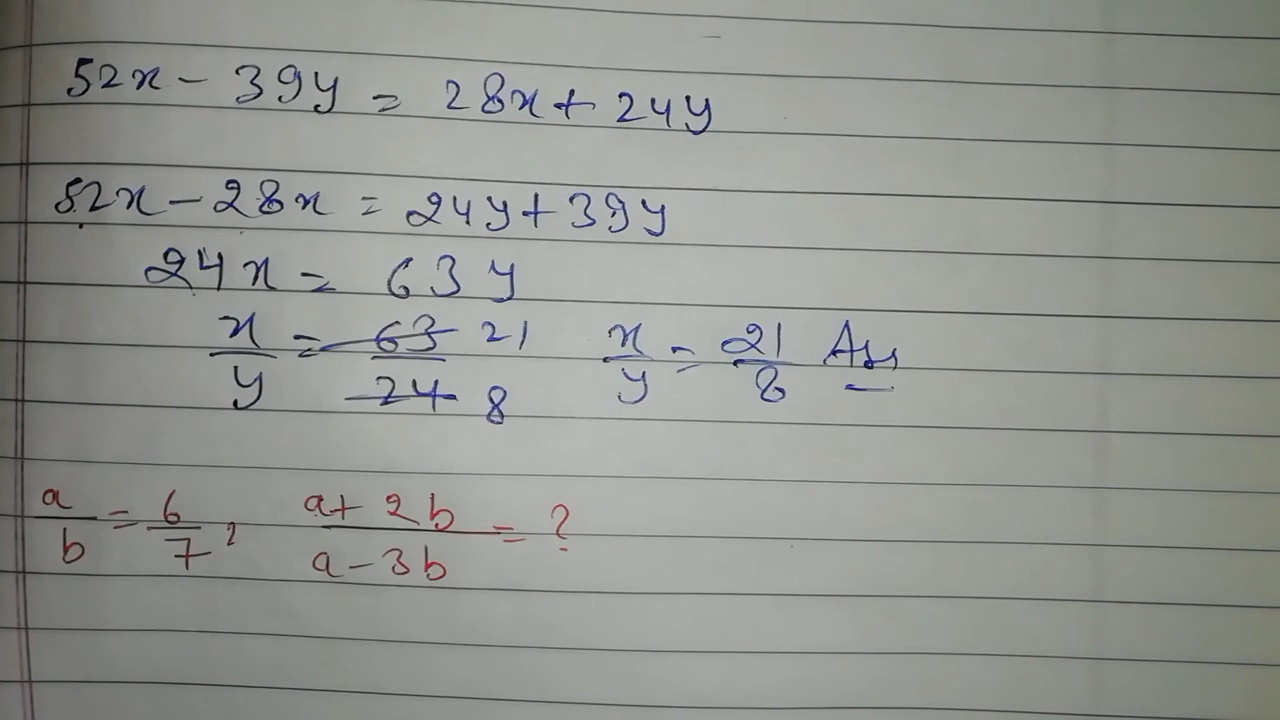 52x - 39y = 28x + 24y
52x - 28x = 24y + 39y
24x = 63y
x/y = 63/24 21/8 x/y = 21/8 Ans
a/b = 6/7, a + 2b / a - 3b = ?